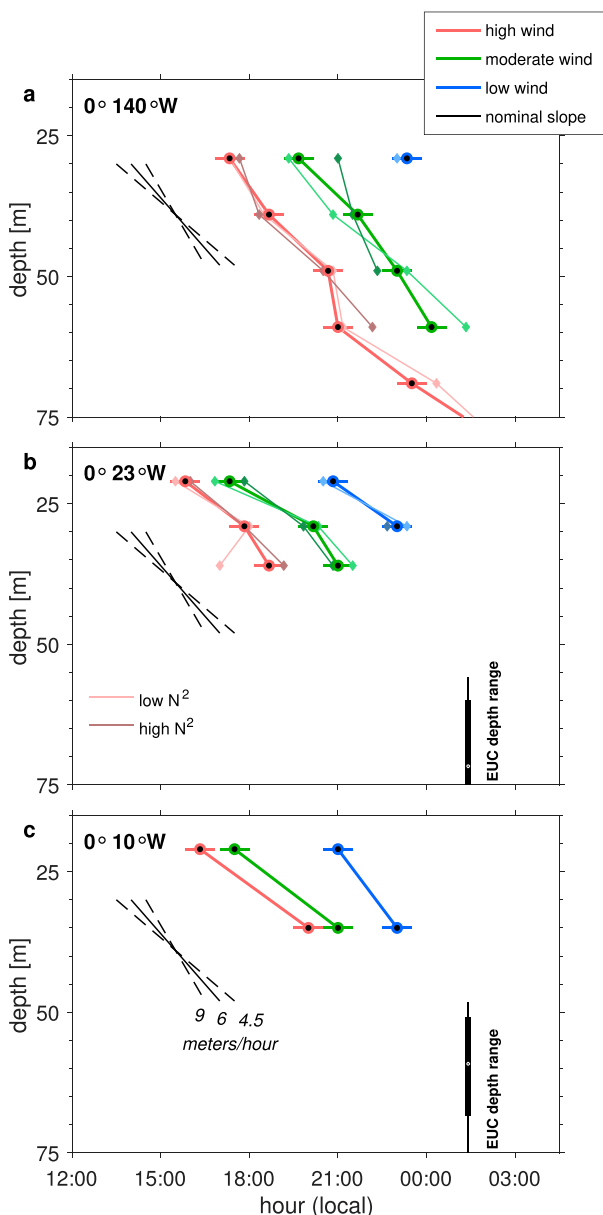 high wind
moderate wind
low wind
nominal slope
a
0° 140°W
25
50
75
depth [m]
b
0° 23°W
25
50
75
depth [m]
low N²
high N²
EUC depth range
c
0° 10°W
25
50
75
depth [m]
9 6 4.5
meters/hour
EUC depth range
12:00 15:00 18:00 21:00 00:00 03:00
hour (local)